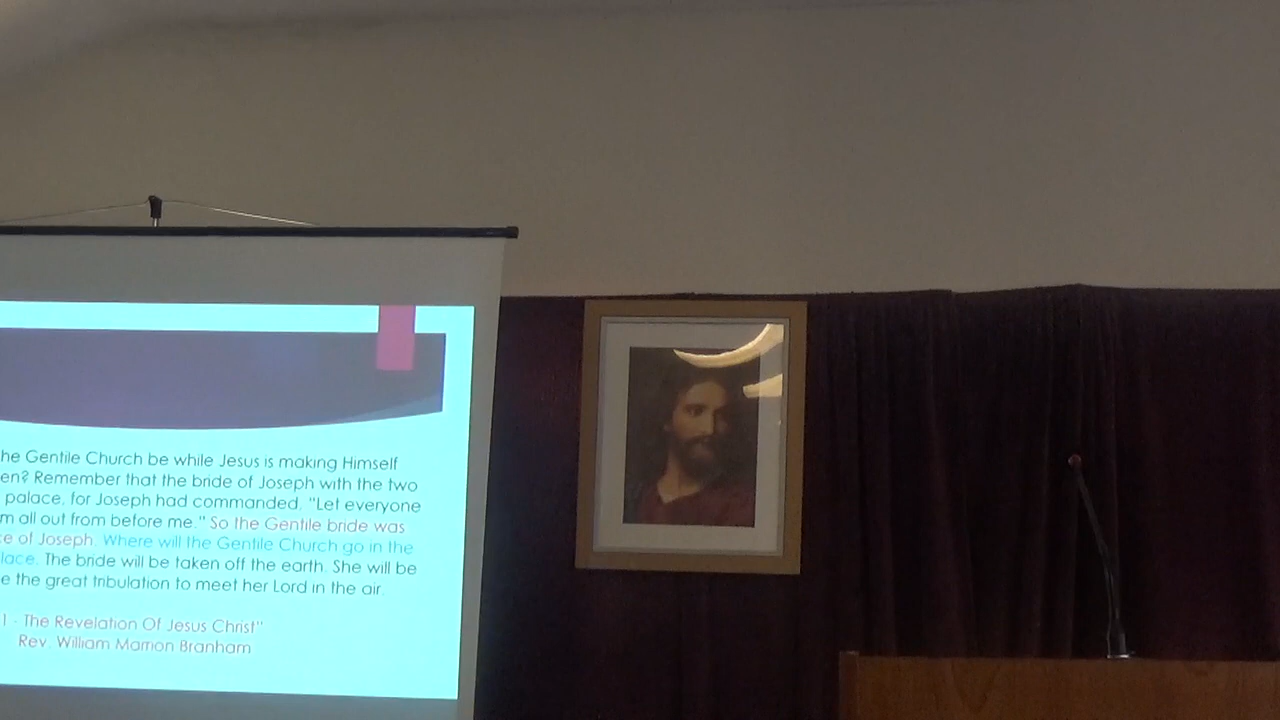 he Gentile Church be while Jesus is making Himself
en? Remember that the bride of Joseph with the two
palace, for Joseph had commanded, "Let everyone
m all out from before me." So the Gentile bride was
ce of Joseph. Where will the Gentile Church go in the
lace. The bride will be taken off the earth. She will be
e the great tribulation to meet her Lord in the air.
1 - The Revelation Of Jesus Christ"
Rev. William Marrion Branham